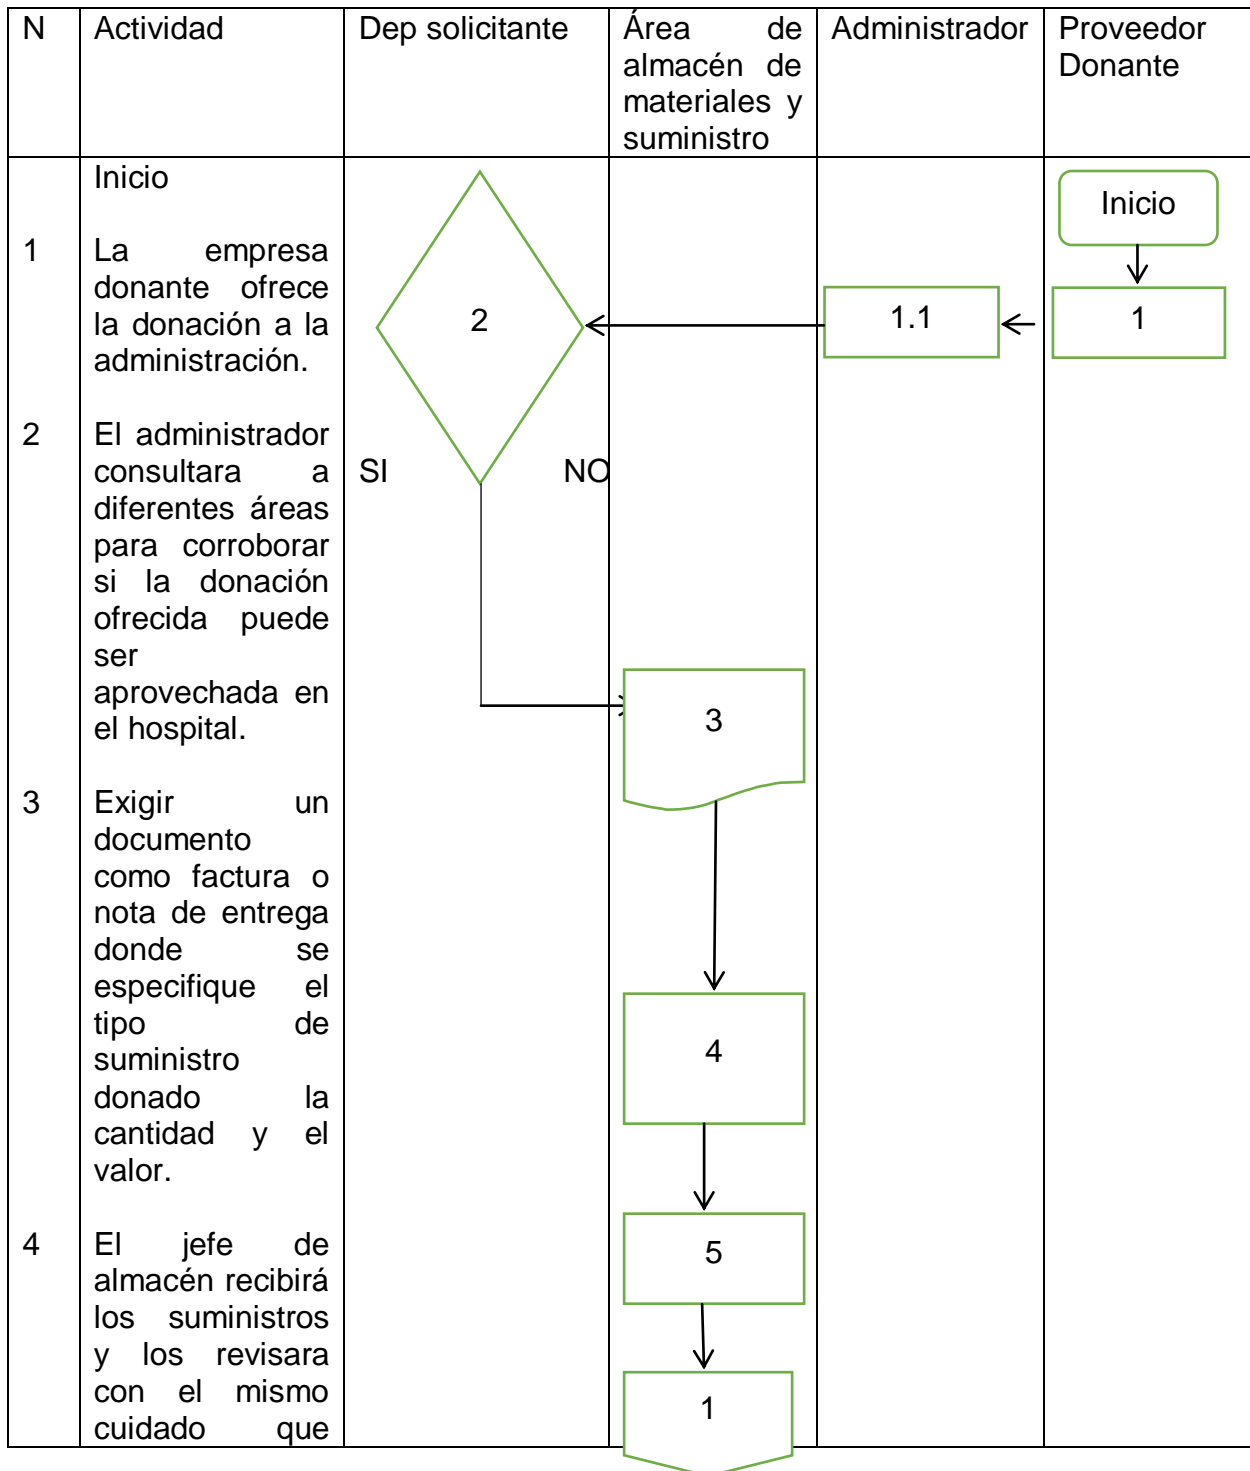 N
Actividad
Dep solicitante
Área de
almacén de
materiales y
suministro
Administrador
Proveedor
Donante
Inicio
1
La empresa
donante ofrece
la donación a la
administración.
2
El administrador
consultara a
diferentes áreas
para corroborar
si la donación
ofrecida puede
ser
aprovechada en
el hospital.
3
Exigir un
documento
como factura o
nota de entrega
donde se
especifique el
tipo de
suministro
donado la
cantidad y el
valor.
4
El jefe de
almacén recibirá
los suministros
y los revisara
con el mismo
cuidado que
2
SI
NO
3
4
5
1
1.1
Inicio
1